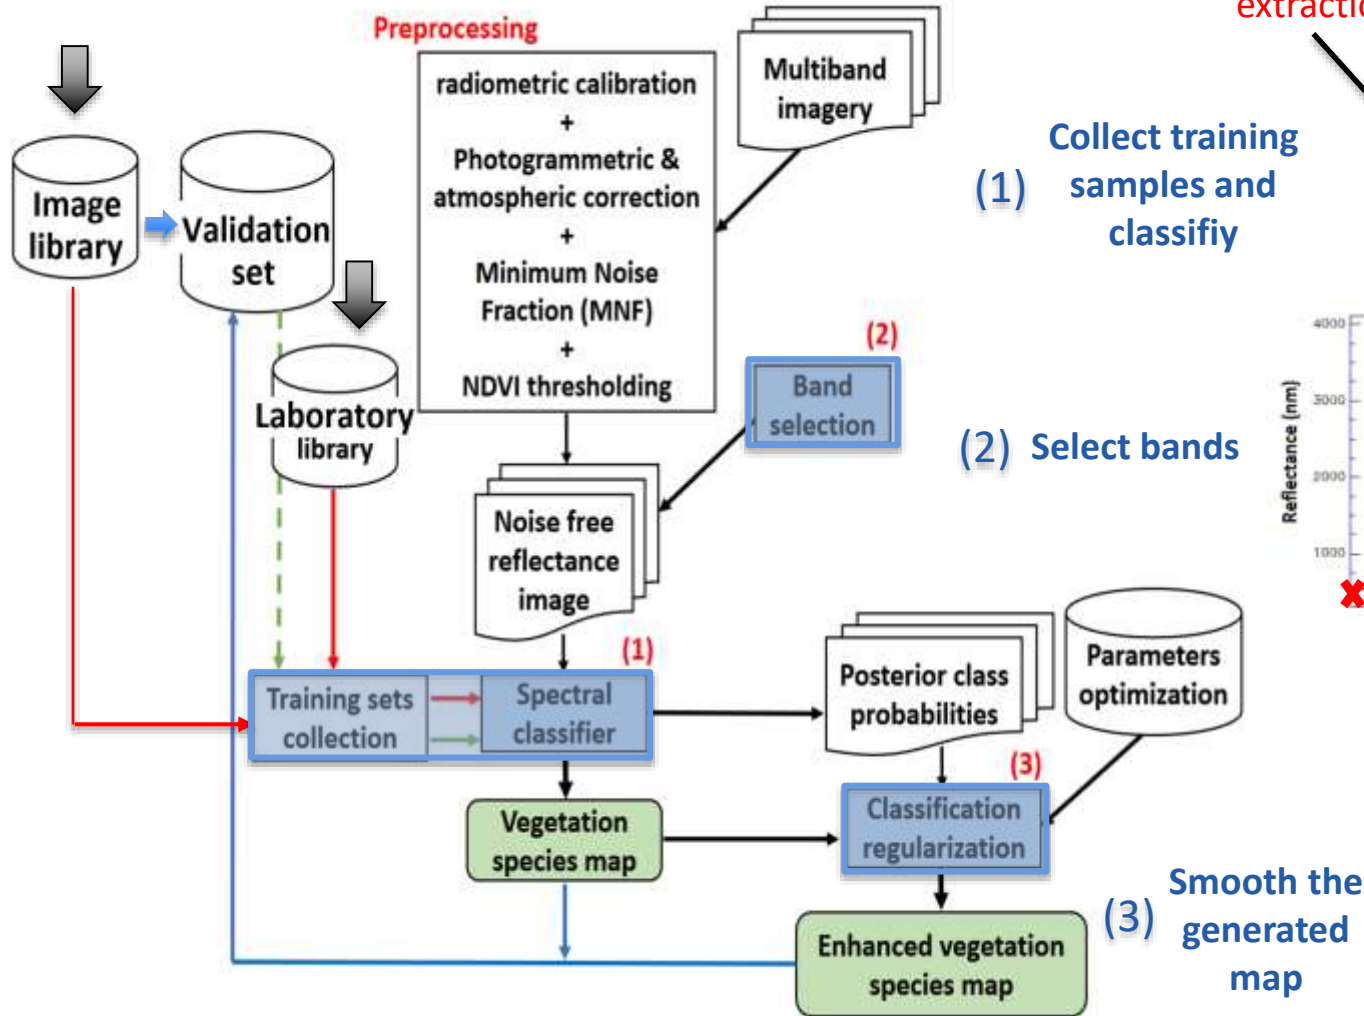 extractio
Preprocessing
radiometric calibration
+
Photogrammetric &
atmospheric correction
+
Minimum Noise
Fraction (MNF)
+
NDVI thresholding
Multiband
imagery
(1)
Collect training
samples and
classifiy
Image
library
Validation
set
Laboratory
library
(2)
Band
selection
(2) Select bands
4000
3000
2000
1000
Reflectance (nm)
Noise free
reflectance
image
(1)
Training sets
collection
Spectral
classifier
Posterior class
probabilities
Parameters
optimization
(3)
Classification
regularization
Vegetation
species map
Enhanced vegetation
species map
(3)
Smooth the
generated
map